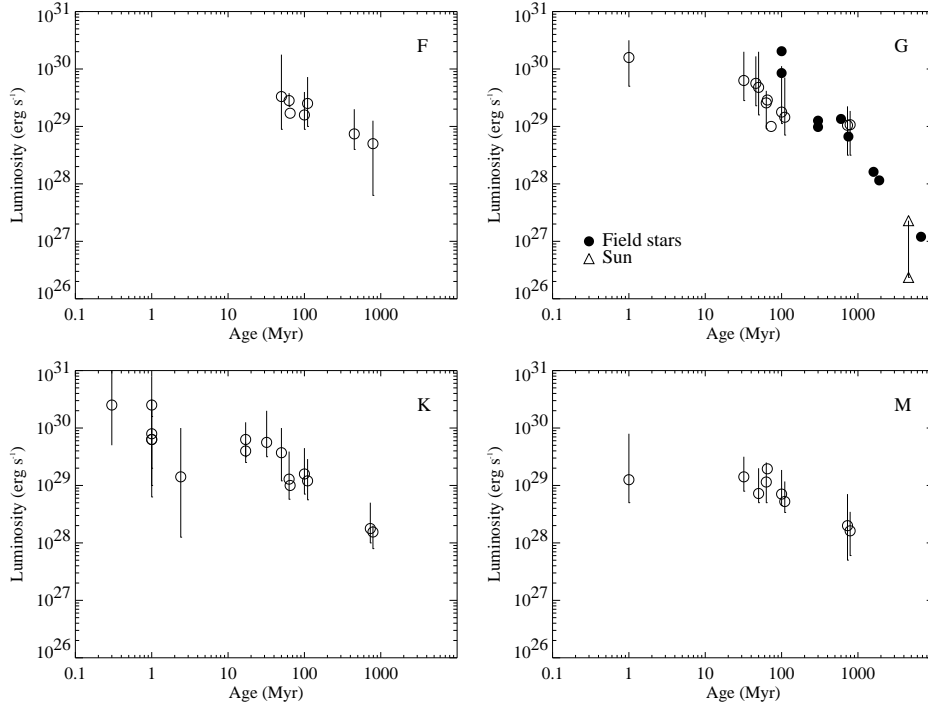 F
Luminosity (erg s⁻¹)
10³¹
10³⁰
10²⁹
10²⁸
10²⁷
10²⁶
0.1 1 10 100 1000
Age (Myr)
G
Luminosity (erg s⁻¹)
10³¹
10³⁰
10²⁹
10²⁸
10²⁷
10²⁶
Field stars
Sun
0.1 1 10 100 1000
Age (Myr)
K
Luminosity (erg s⁻¹)
10³¹
10³⁰
10²⁹
10²⁸
10²⁷
10²⁶
0.1 1 10 100 1000
Age (Myr)
M
Luminosity (erg s⁻¹)
10³¹
10³⁰
10²⁹
10²⁸
10²⁷
10²⁶
0.1 1 10 100 1000
Age (Myr)